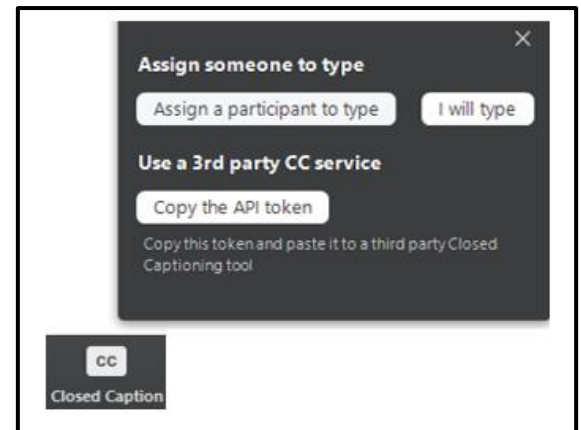 Assign someone to type
Assign a participant to type I will type
Use a 3rd party CC service
Copy the API token
Copy this token and paste it to a third party Closed
Captioning tool
CC
Closed Caption